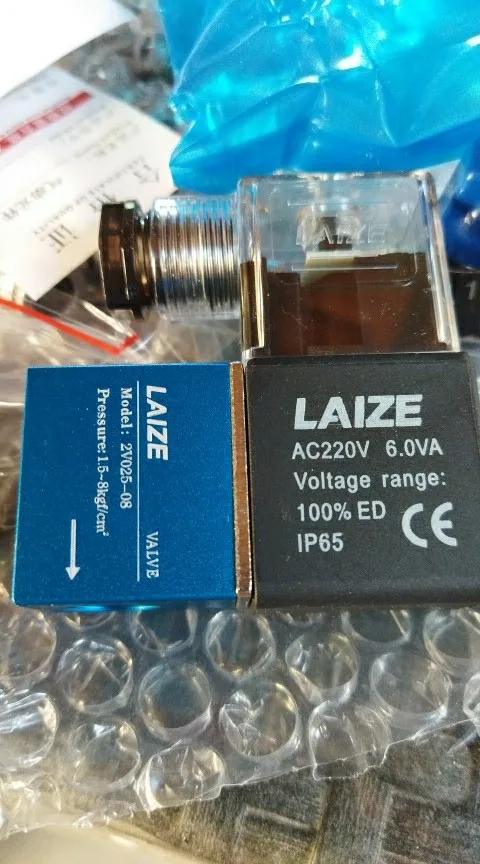 LAIZE
LAIZE VALVE
Model: 2V025-08
Pressure: 1.5~8kgf/cm²
LAIZE
AC220V 6.0VA
Voltage range:
100% ED
IP65
CE